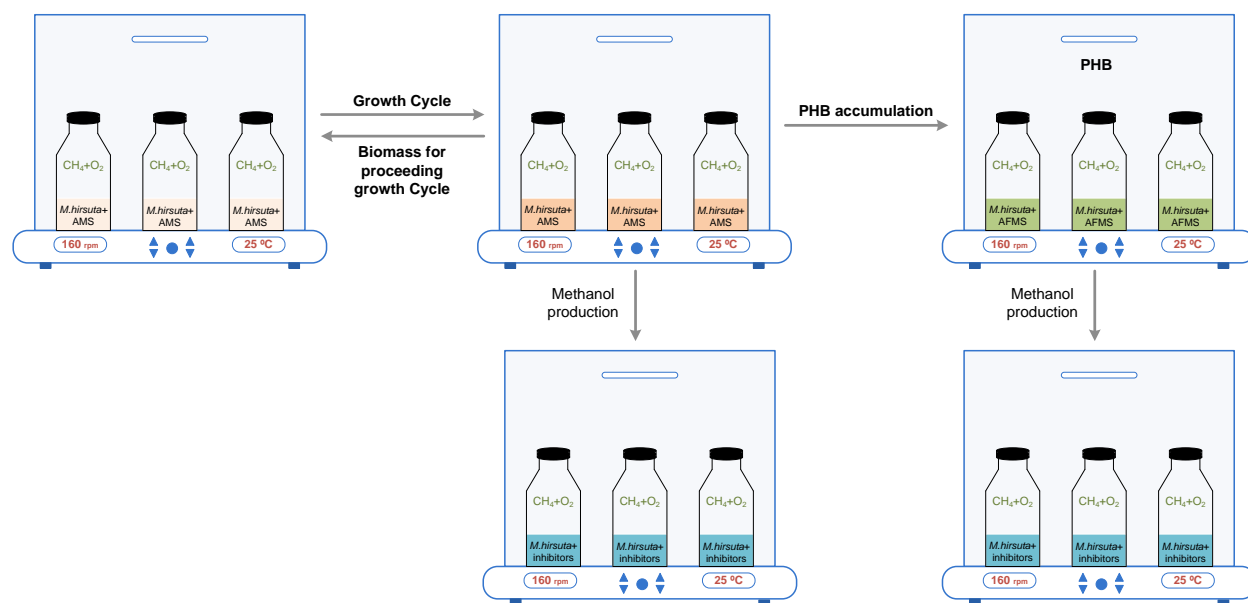 CH₄+O₂
CH₄+O₂
CH₄+O₂
M.hirsuta+
AMS
M.hirsuta+
AMS
M.hirsuta+
AMS
160 rpm
25 ºC
Growth Cycle
Biomass for
proceeding
growth Cycle
CH₄+O₂
CH₄+O₂
CH₄+O₂
M.hirsuta+
AMS
M.hirsuta+
AMS
M.hirsuta+
AMS
160 rpm
25 ºC
PHB accumulation
PHB
CH₄+O₂
CH₄+O₂
CH₄+O₂
M.hirsuta+
AFMS
M.hirsuta+
AFMS
M.hirsuta+
AFMS
160 rpm
25 ºC
Methanol
production
Methanol
production
CH₄+O₂
CH₄+O₂
CH₄+O₂
M.hirsuta+
inhibitors
M.hirsuta+
inhibitors
M.hirsuta+
inhibitors
160 rpm
25 ºC
CH₄+O₂
CH₄+O₂
CH₄+O₂
M.hirsuta+
inhibitors
M.hirsuta+
inhibitors
M.hirsuta+
inhibitors
160 rpm
25 ºC